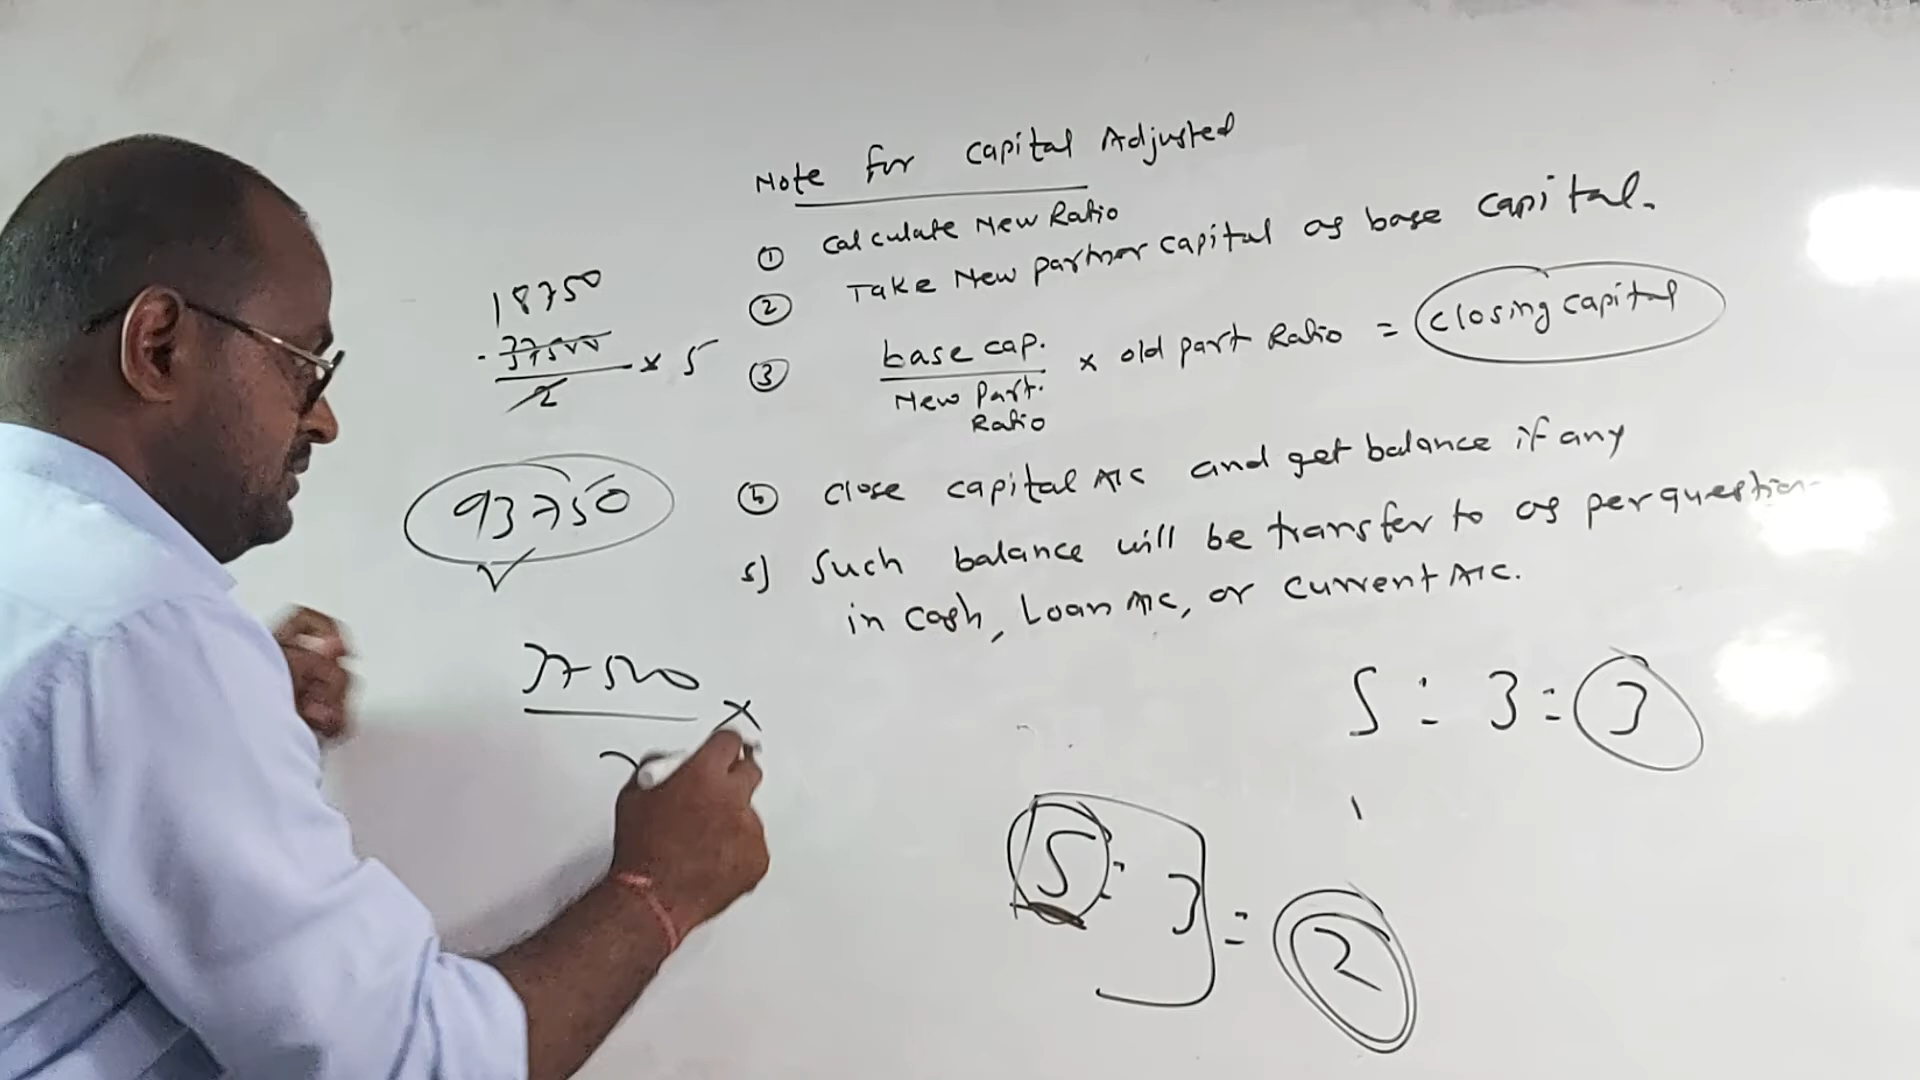 Note for capital Adjusted
① calculate New Ratio
② Take New partner capital as base capital.
③ base cap. / New Part. Ratio × old part Ratio = closing capital
⑤ close capital A/c and get balance if any
5) Such balance will be transfer to as per question
in cash, Loan A/c, or current A/c.
18750
37500 / 2 × 5
93750
37500 ×
5 : 3 = 3
5 : 3 = 2